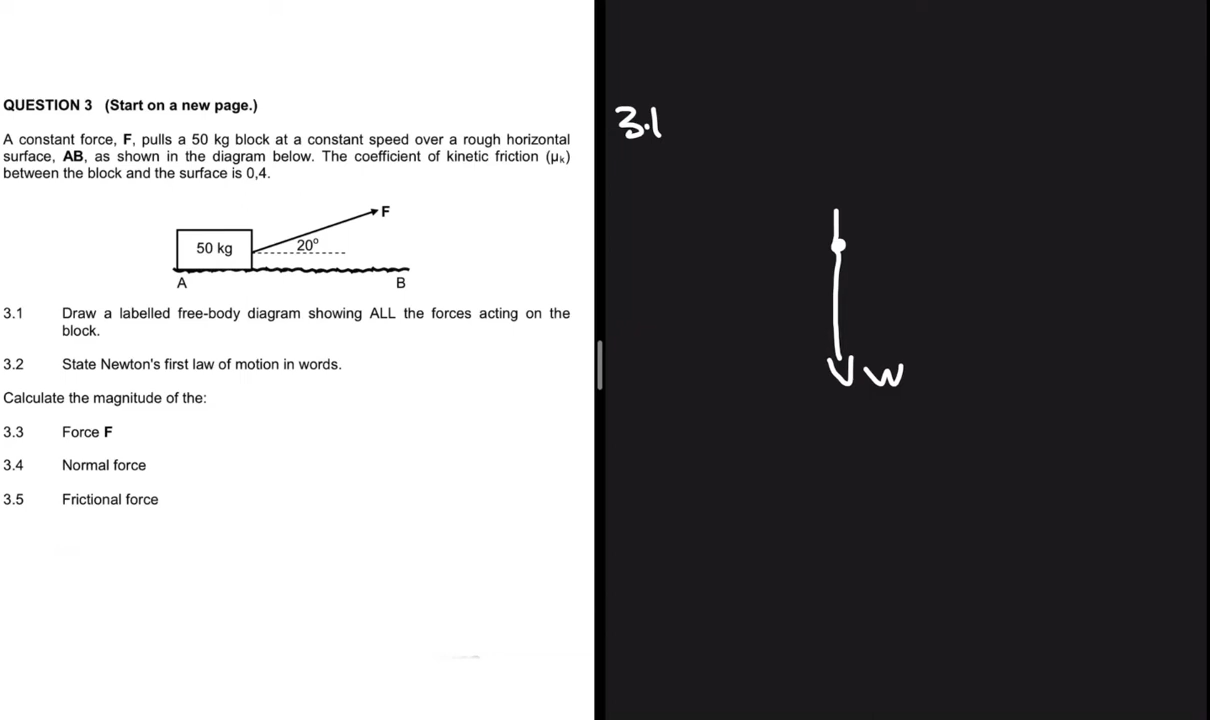 QUESTION 3 (Start on a new page.)
A constant force, F, pulls a 50 kg block at a constant speed over a rough horizontal
surface, AB, as shown in the diagram below. The coefficient of kinetic friction (μₖ)
between the block and the surface is 0,4.
F
50 kg
20°
A
B
3.1 Draw a labelled free-body diagram showing ALL the forces acting on the
block.
3.2 State Newton's first law of motion in words.
Calculate the magnitude of the:
3.3 Force F
3.4 Normal force
3.5 Frictional force
3.1
W